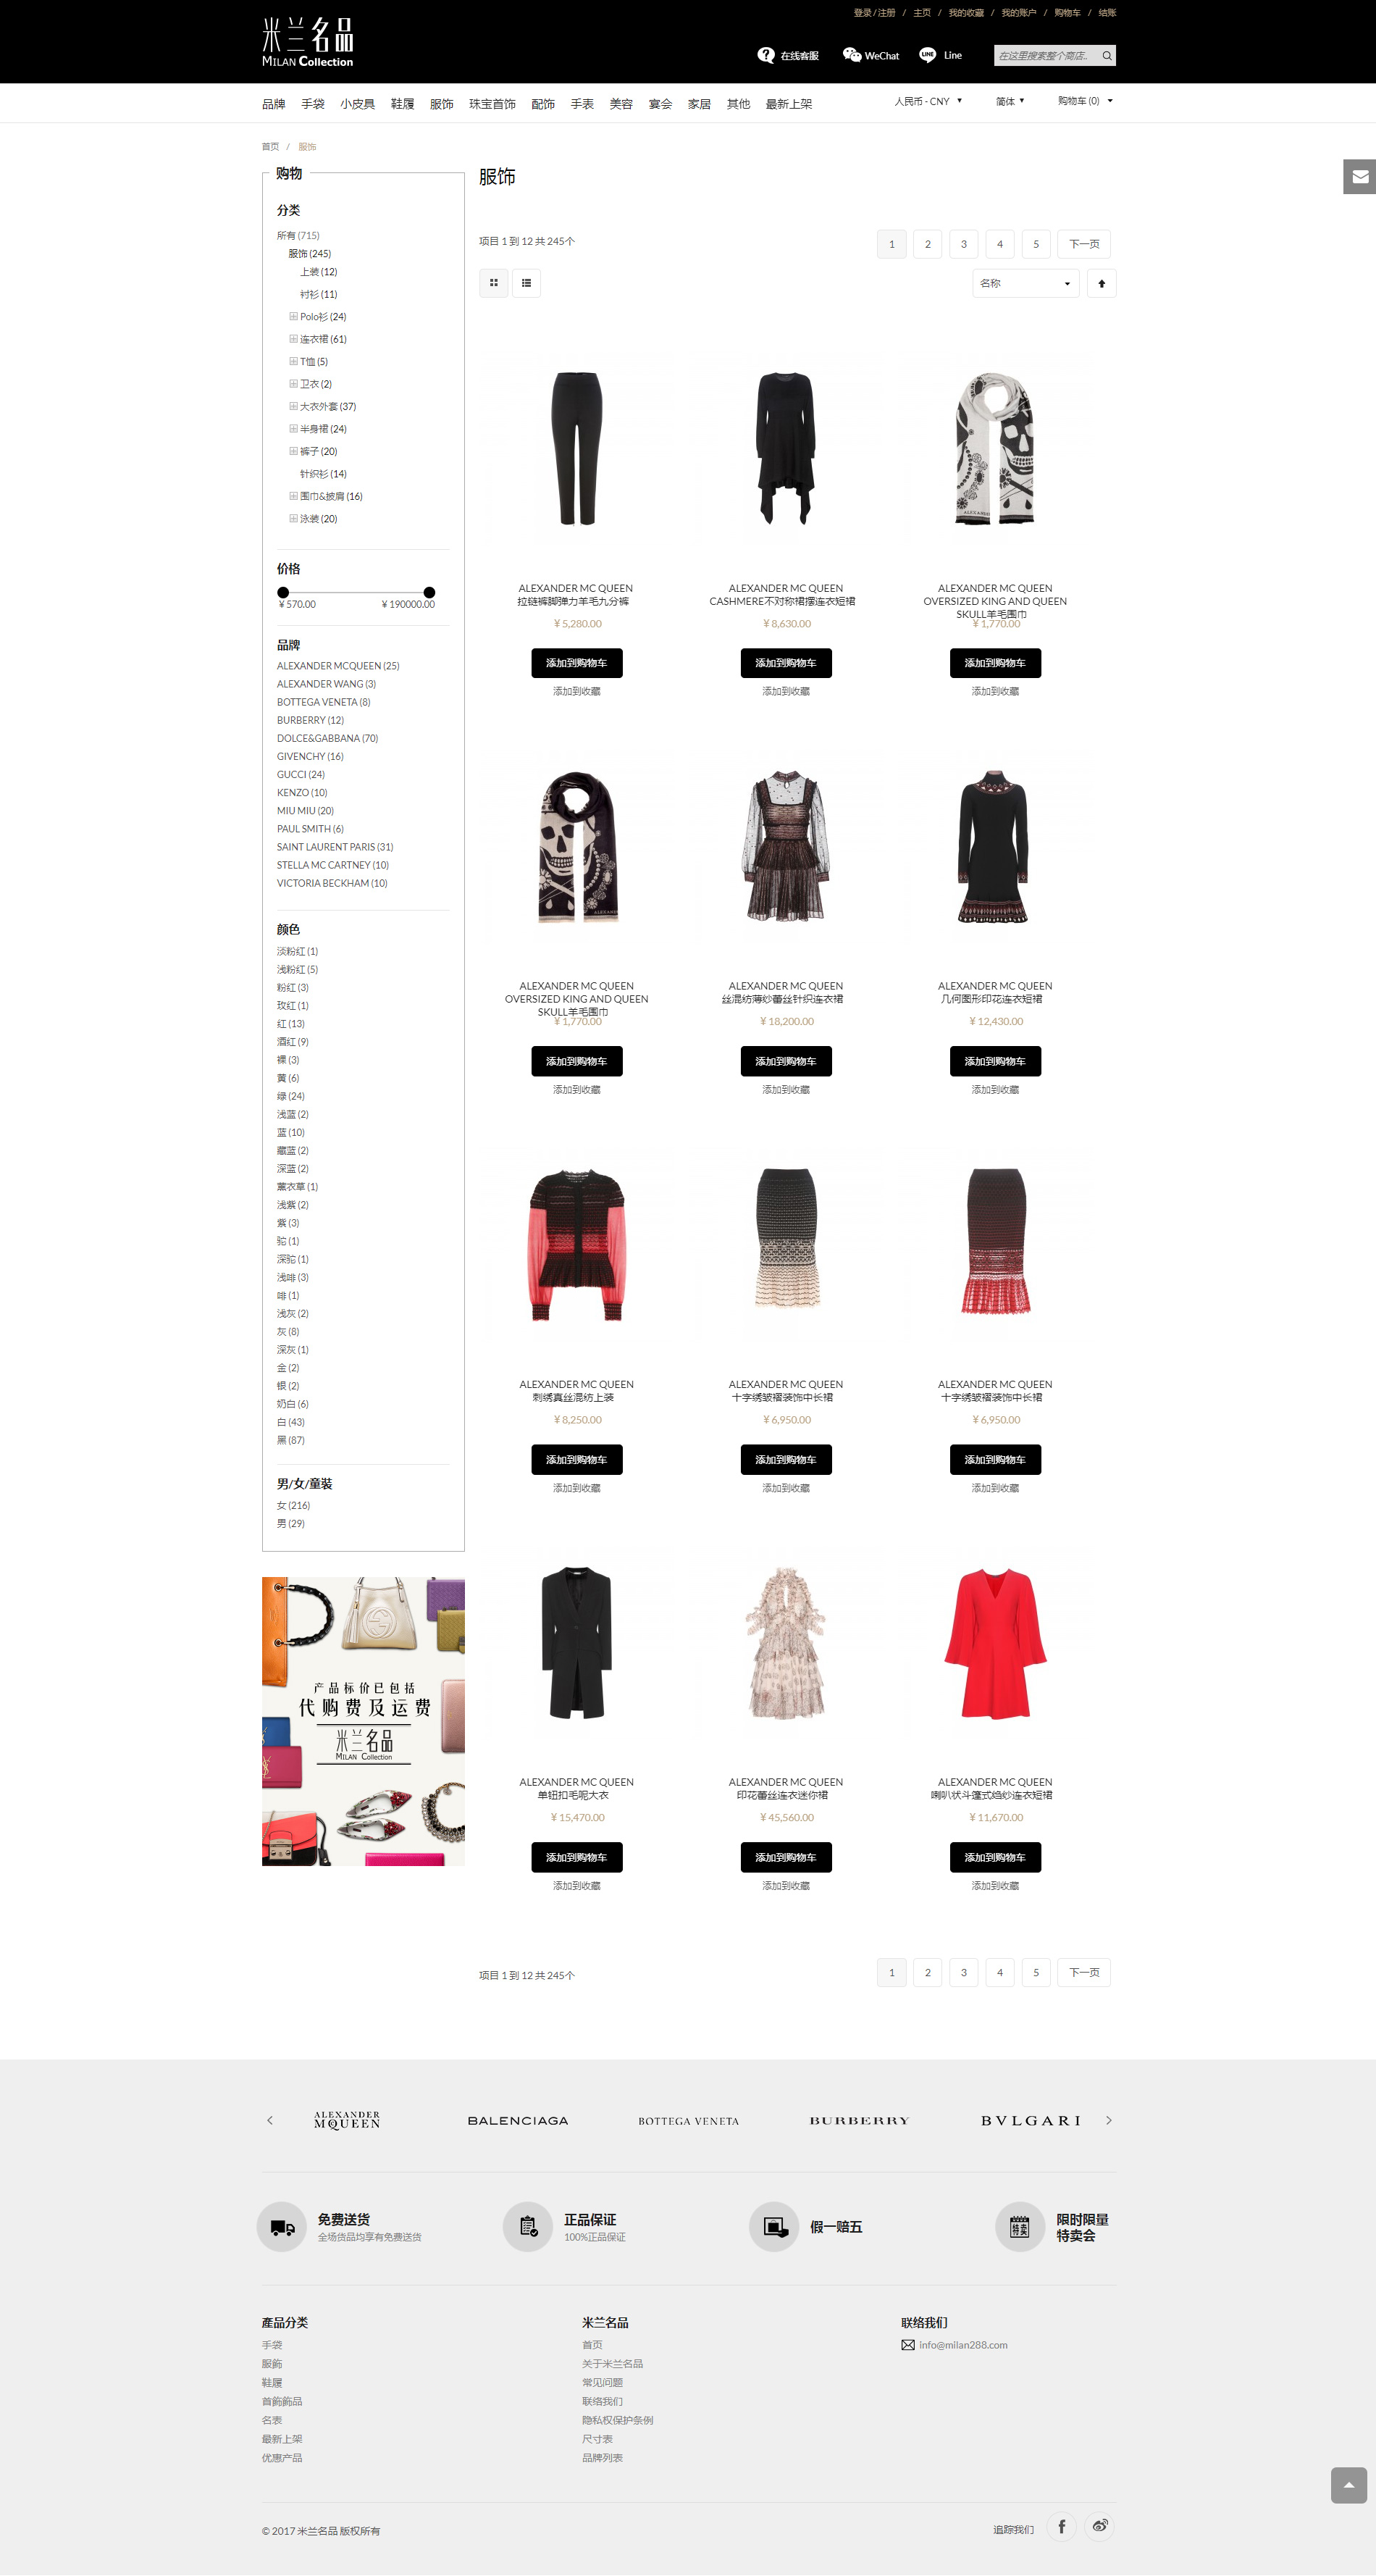 登录 / 注册 / 主页 / 我的收藏 / 我的账户 / 购物车 / 结账
米兰名品
MILAN Collection
在线客服 WeChat Line 在这里搜索整个商店..
品牌 手袋 小皮具 鞋履 服饰 珠宝首饰 配饰 手表 美容 宴会 家居 其他 最新上架 人民币 - CNY 简体 购物车 (0)
首页 / 服饰
购物
分类
所有 (715)
服饰 (245)
上装 (12)
衬衫 (11)
Polo衫 (24)
连衣裙 (61)
T恤 (5)
卫衣 (2)
大衣外套 (37)
半身裙 (24)
裤子 (20)
针织衫 (14)
围巾&披肩 (16)
泳装 (20)
价格
￥570.00 ￥190000.00
品牌
ALEXANDER MCQUEEN (25)
ALEXANDER WANG (3)
BOTTEGA VENETA (8)
BURBERRY (12)
DOLCE&GABBANA (70)
GIVENCHY (16)
GUCCI (24)
KENZO (10)
MIU MIU (20)
PAUL SMITH (6)
SAINT LAURENT PARIS (31)
STELLA MC CARTNEY (10)
VICTORIA BECKHAM (10)
颜色
淡粉红 (1)
浅粉红 (5)
粉红 (3)
玫红 (1)
红 (13)
酒红 (9)
裸 (3)
黄 (6)
绿 (24)
浅蓝 (2)
蓝 (10)
藏蓝 (2)
深蓝 (2)
薰衣草 (1)
浅紫 (2)
紫 (3)
驼 (1)
深驼 (1)
浅啡 (3)
啡 (1)
浅灰 (2)
灰 (8)
深灰 (1)
金 (2)
银 (2)
奶白 (6)
白 (43)
黑 (87)
男/女/童裝
女 (216)
男 (29)
产品标价已包括
代购费及运费
米兰名品
MILAN Collection
服饰
项目 1 到 12 共 245个 1 2 3 4 5 下一页
名称
ALEXANDER MC QUEEN ALEXANDER MC QUEEN ALEXANDER MC QUEEN
拉链裤脚弹力羊毛九分裤 CASHMERE不对称裙摆连衣短裙 OVERSIZED KING AND QUEEN
SKULL羊毛围巾
￥5,280.00 ￥8,630.00 ￥1,770.00
添加到购物车 添加到购物车 添加到购物车
添加到收藏 添加到收藏 添加到收藏
ALEXANDER MC QUEEN ALEXANDER MC QUEEN ALEXANDER MC QUEEN
OVERSIZED KING AND QUEEN 丝混纺薄纱蕾丝针织连衣裙 几何图形印花连衣短裙
SKULL羊毛围巾
￥1,770.00 ￥18,200.00 ￥12,430.00
添加到购物车 添加到购物车 添加到购物车
添加到收藏 添加到收藏 添加到收藏
ALEXANDER MC QUEEN ALEXANDER MC QUEEN ALEXANDER MC QUEEN
刺绣真丝混纺上装 十字绣皱褶装饰中长裙 十字绣皱褶装饰中长裙
￥8,250.00 ￥6,950.00 ￥6,950.00
添加到购物车 添加到购物车 添加到购物车
添加到收藏 添加到收藏 添加到收藏
ALEXANDER MC QUEEN ALEXANDER MC QUEEN ALEXANDER MC QUEEN
单钮扣毛呢大衣 印花蕾丝连衣迷你裙 喇叭状斗篷式绉纱连衣短裙
￥15,470.00 ￥45,560.00 ￥11,670.00
添加到购物车 添加到购物车 添加到购物车
添加到收藏 添加到收藏 添加到收藏
项目 1 到 12 共 245个 1 2 3 4 5 下一页
ALEXANDER
MCQUEEN BALENCIAGA BOTTEGA VENETA BURBERRY BVLGARI
免费送货 正品保证 假一赔五 限时限量
特卖会
全场货品均享有免费送货 100%正品保证 特卖
產品分类 米兰名品 联络我们
手袋 首页 info@milan288.com
服飾 关于米兰名品
鞋履 常见问题
首飾飾品 联络我们
名表 隐私权保护条例
最新上架 尺寸表
优惠产品 品牌列表
© 2017 米兰名品 版权所有 追踪我们